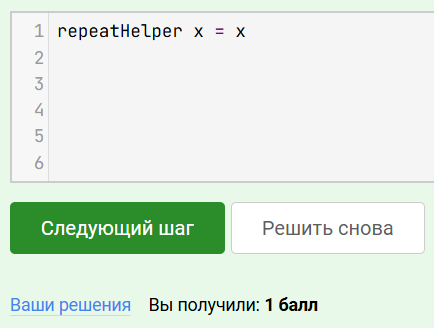 1 repeatHelper x = x
2
3
4
5
6
Следующий шаг
Решить снова
Ваши решения Вы получили: 1 балл